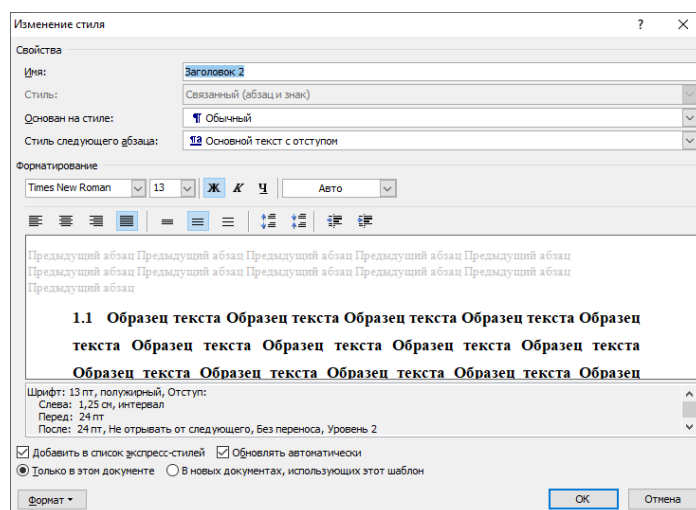 Изменение стиля ? ×
Свойства
Имя: Заголовок 2
Стиль: Связанный (абзац и знак)
Основан на стиле: ¶ Обычный
Стиль следующего абзаца: ¶a Основной текст с отступом
Форматирование
Times New Roman 13 Ж К Ч Авто
Предыдущий абзац Предыдущий абзац Предыдущий абзац Предыдущий абзац Предыдущий абзац
Предыдущий абзац Предыдущий абзац Предыдущий абзац Предыдущий абзац Предыдущий абзац
Предыдущий абзац
1.1 Образец текста Образец текста Образец текста Образец текста Образец
текста Образец текста Образец текста Образец текста Образец текста
Образец текста Образец текста Образец текста Образец текста Образец
Шрифт: 13 пт, полужирный, Отступ:
Слева: 1,25 см, интервал
Перед: 24 пт
После: 24 пт, Не отрывать от следующего, Без переноса, Уровень 2
Добавить в список экспресс-стилей Обновлять автоматически
Только в этом документе В новых документах, использующих этот шаблон
Формат OK Отмена